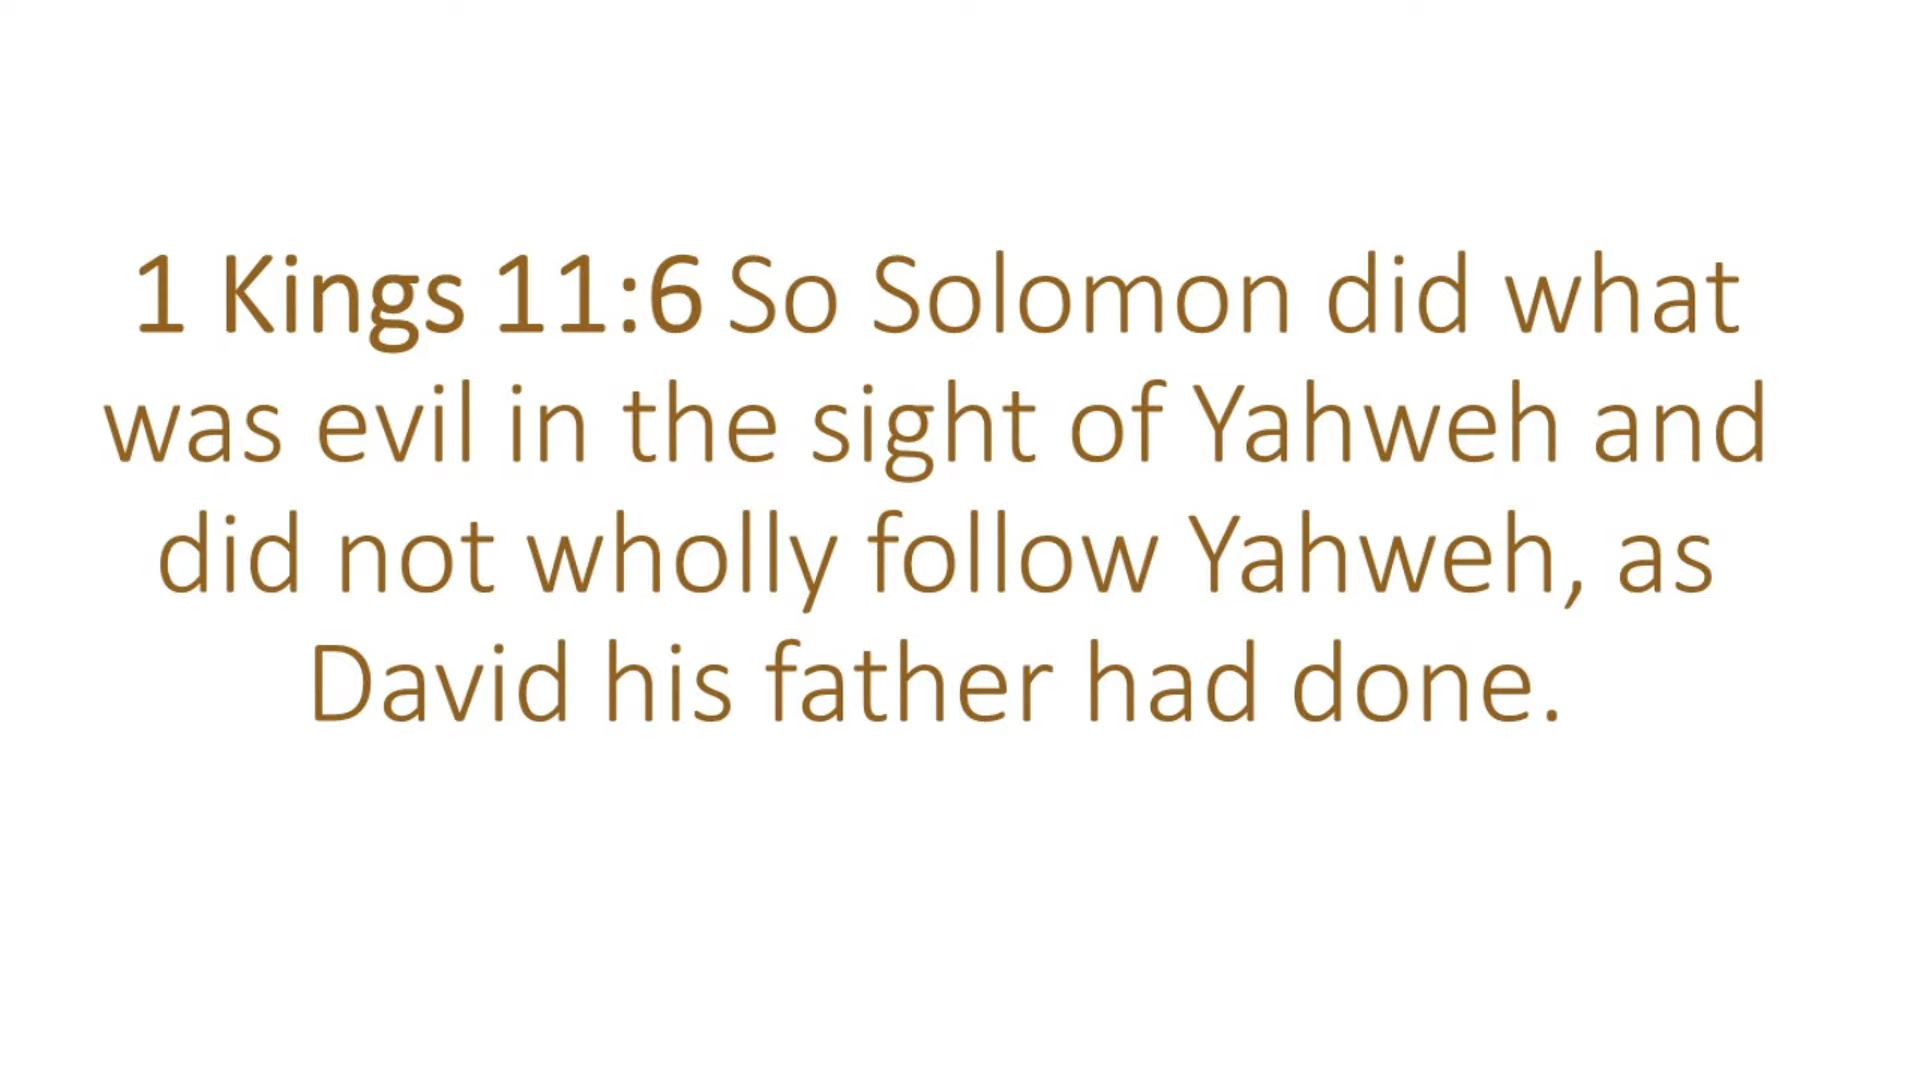 1 Kings 11:6 So Solomon did what
was evil in the sight of Yahweh and
did not wholly follow Yahweh, as
David his father had done.